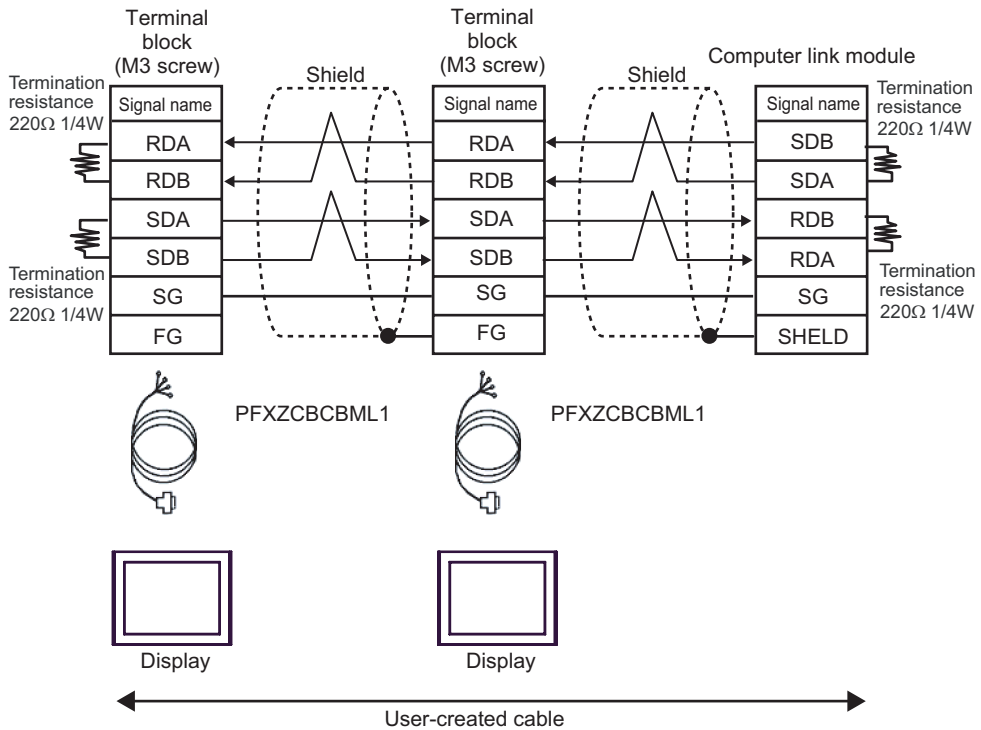 Terminal
block
(M3 screw)
Terminal
block
(M3 screw)
Computer link module
Termination
resistance
220Ω 1/4W
Shield
Shield
Termination
resistance
220Ω 1/4W
Signal name
RDA
RDB
SDA
SDB
SG
FG
Signal name
RDA
RDB
SDA
SDB
SG
FG
Signal name
SDB
SDA
RDB
RDA
SG
SHELD
Termination
resistance
220Ω 1/4W
Termination
resistance
220Ω 1/4W
PFXZCBCBML1
PFXZCBCBML1
Display
Display
User-created cable